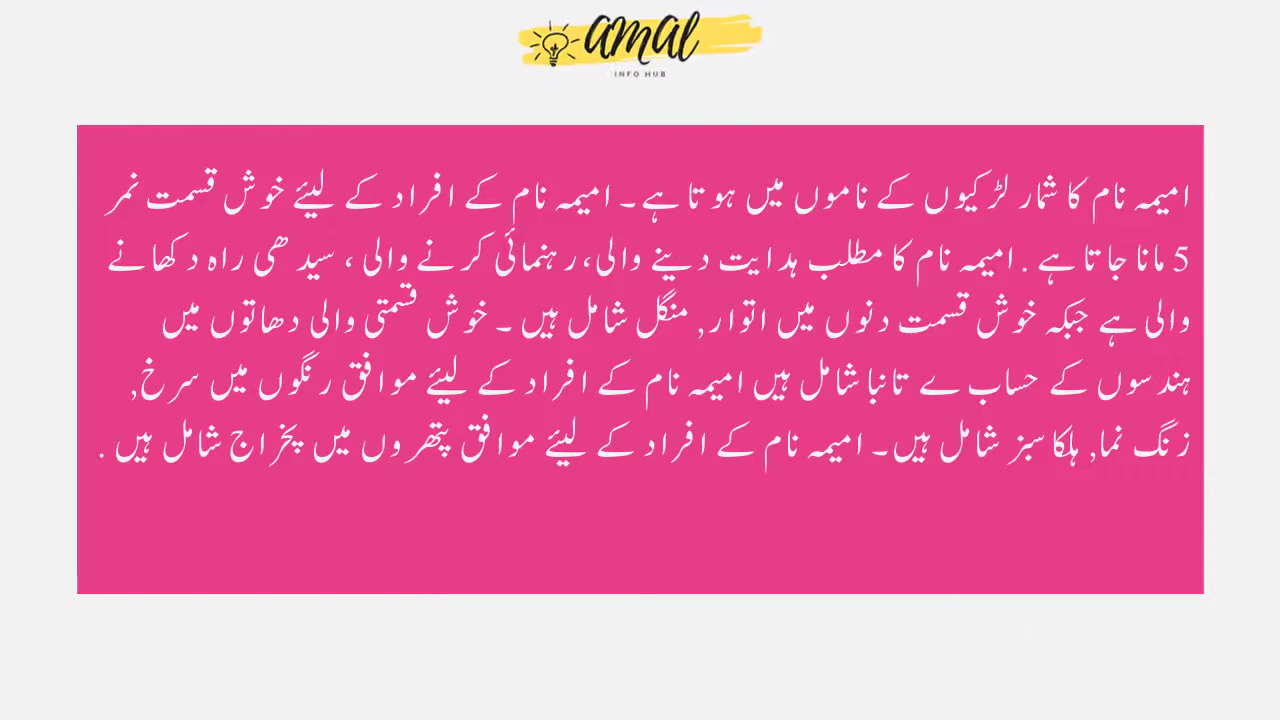 amal
INFO HUB
امیمہ نام کا شمار لڑکیوں کے ناموں میں ہوتا ہے۔ امیمہ نام کے افراد کے لیئے خوش قسمت نمر
5 مانا جاتا ہے . امیمہ نام کا مطلب ہدایت دینے والی، رہنمائی کرنے والی ، سیدھی راہ دکھانے
والی ہے جبکہ خوش قسمت دنوں میں اتوار, منگل شامل ہیں ۔ خوش قسمتی والی دھاتوں میں
ہندسوں کے حساب ے تانبا شامل ہیں امیمہ نام کے افراد کے لیئے موافق رنگوں میں سرخ,
زنگ نما, ہلکا سبز شامل ہیں۔ امیمہ نام کے افراد کے لیئے موافق پتھروں میں پخراج شامل ہیں .